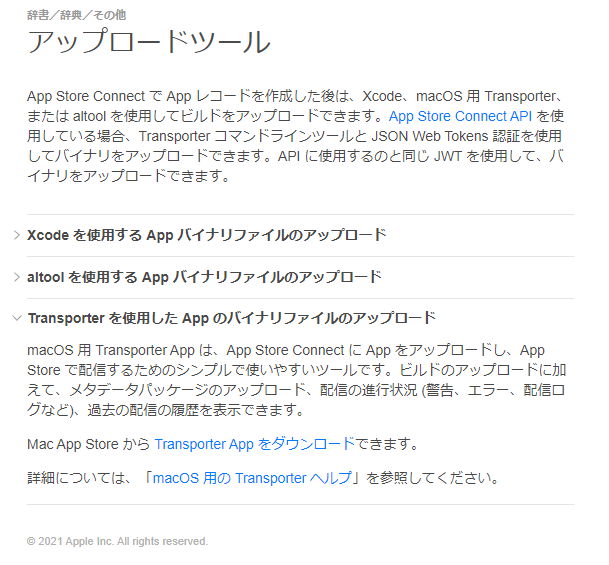 辞書／辞典／その他
アップロードツール
App Store Connect で App レコードを作成した後は、Xcode、macOS 用 Transporter、
または altool を使用してビルドをアップロードできます。App Store Connect API を使
用している場合、Transporter コマンドラインツールと JSON Web Tokens 認証を使用
してバイナリをアップロードできます。API に使用するのと同じ JWT を使用して、バ
イナリをアップロードできます。
Xcode を使用する App バイナリファイルのアップロード
altool を使用する App バイナリファイルのアップロード
Transporter を使用した App のバイナリファイルのアップロード
macOS 用 Transporter App は、App Store Connect に App をアップロードし、App
Store で配信するためのシンプルで使いやすいツールです。ビルドのアップロードに加
えて、メタデータパッケージのアップロード、配信の進行状況 (警告、エラー、配信ロ
グなど)、過去の配信の履歴を表示できます。
Mac App Store から Transporter App をダウンロードできます。
詳細については、「macOS 用の Transporter ヘルプ」を参照してください。
© 2021 Apple Inc. All rights reserved.